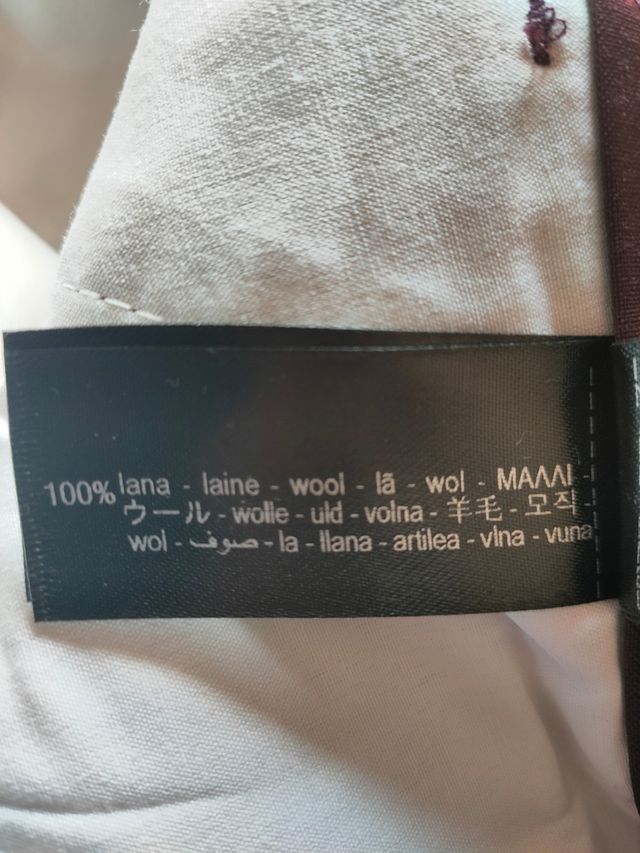 100% lana - laine - wool - lã - wol - ΜΑΛΛΙ -
ウール - wolle - uld - volna - 羊毛 - 모직 -
wol - صوف - la - llana - artilea - vlna - vuna